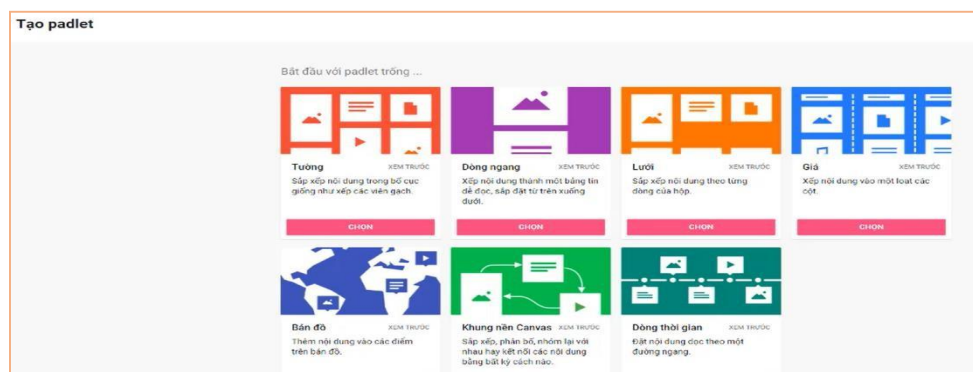 Tạo padlet
Bắt đầu với padlet trống ...
Tường XEM TRƯỚC
Sắp xếp nội dung trong bố cục
giống như xếp các viên gạch.
CHỌN
Dòng ngang XEM TRƯỚC
Xếp nội dung thành một bảng tin
dễ đọc, sắp đặt từ trên xuống
dưới.
CHỌN
Lưới XEM TRƯỚC
Sắp xếp nội dung theo từng
dòng của hộp.
CHỌN
Giá XEM TRƯỚC
Xếp nội dung vào một loạt các
cột.
CHỌN
Bản đồ XEM TRƯỚC
Thêm nội dung vào các điểm
trên bản đồ.
Khung nền Canvas XEM TRƯỚC
Sắp xếp, phân bổ, nhóm lại với
nhau hay kết nối các nội dung
bằng bất kỳ cách nào.
Dòng thời gian XEM TRƯỚC
Đặt nội dung dọc theo một
đường ngang.